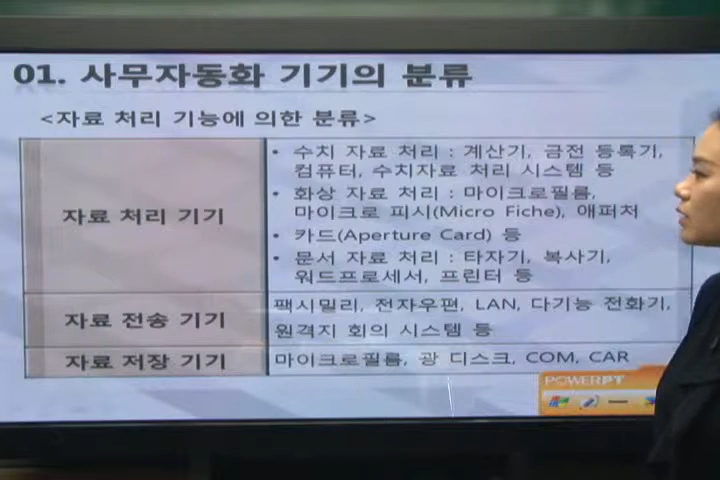 01. 사무자동화 기기의 분류
<자료 처리 기능에 의한 분류>
자료 처리 기기
• 수치 자료 처리 : 계산기, 금전 등록기,
컴퓨터, 수치자료 처리 시스템 등
• 화상 자료 처리 : 마이크로필름,
마이크로 피시(Micro Fiche), 애퍼처
• 카드(Aperture Card) 등
• 문서 자료 처리 : 타자기, 복사기,
워드프로세서, 프린터 등
자료 전송 기기
팩시밀리, 전자우편, LAN, 다기능 전화기,
원격지 회의 시스템 등
자료 저장 기기
마이크로필름, 광 디스크, COM, CAR
POWERPT